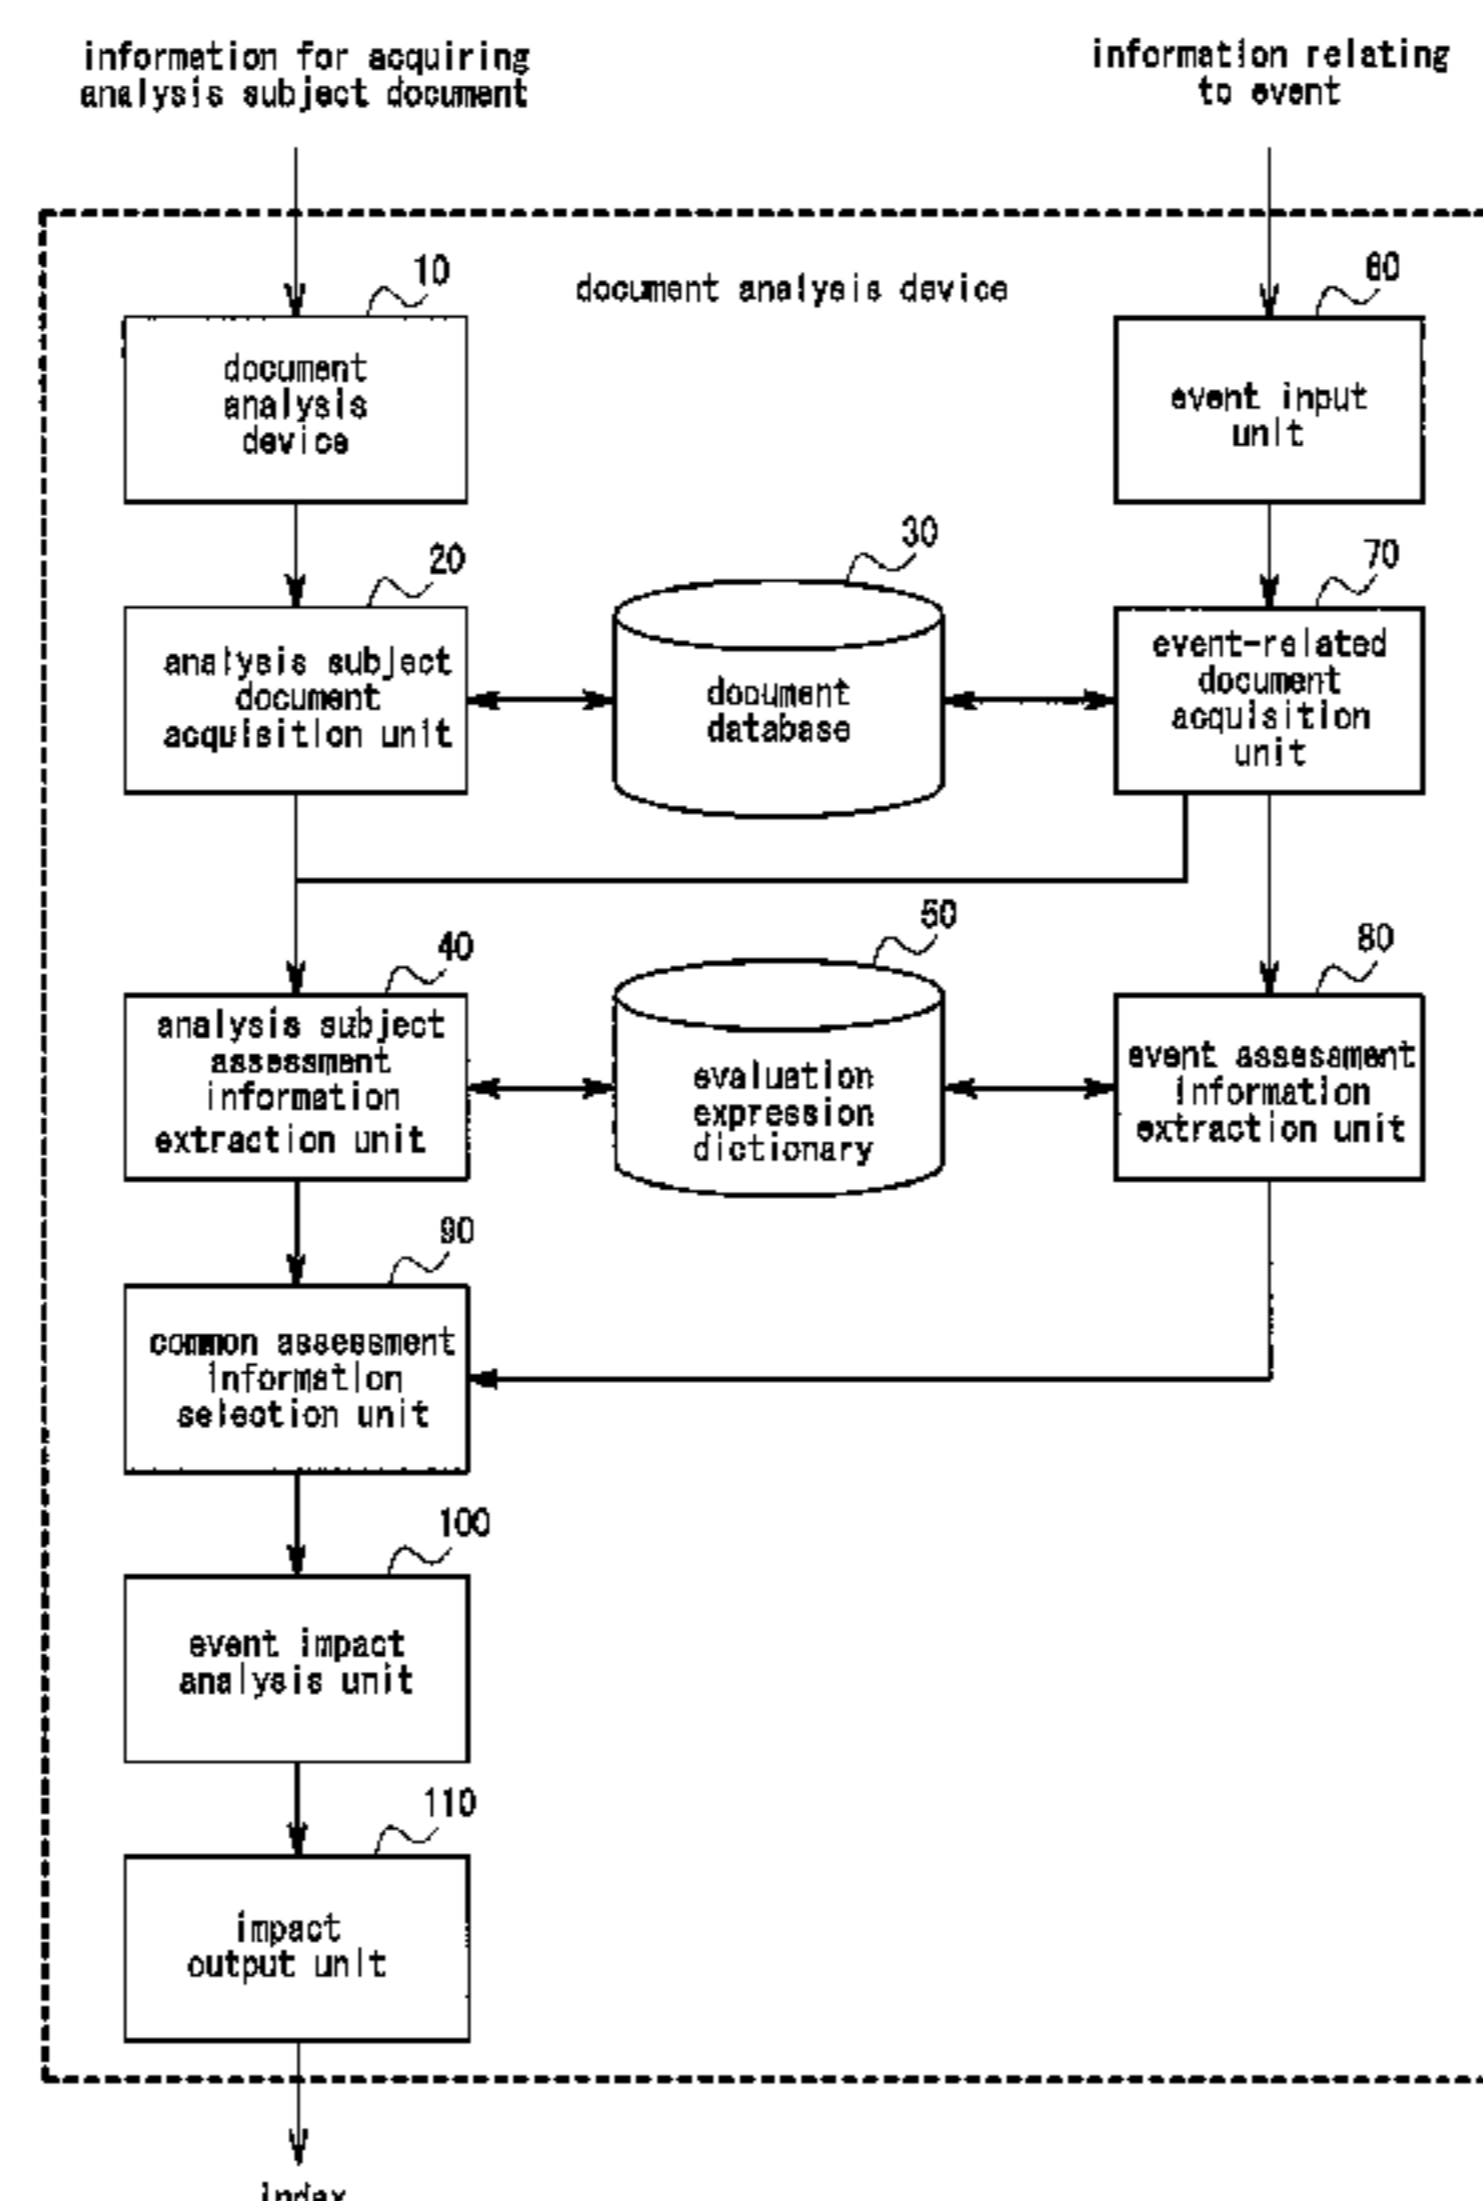 information for acquiring
analysis subject document
information relating
to event
document analysis device
10
document
analysis
device
60
event input
unit
20
analysis subject
document
acquisition unit
30
document
database
70
event-related
document
acquisition
unit
40
analysis subject
assessment
information
extraction unit
50
evaluation
expression
dictionary
80
event assessment
information
extraction unit
90
common assessment
information
selection unit
100
event impact
analysis unit
110
impact
output unit
index